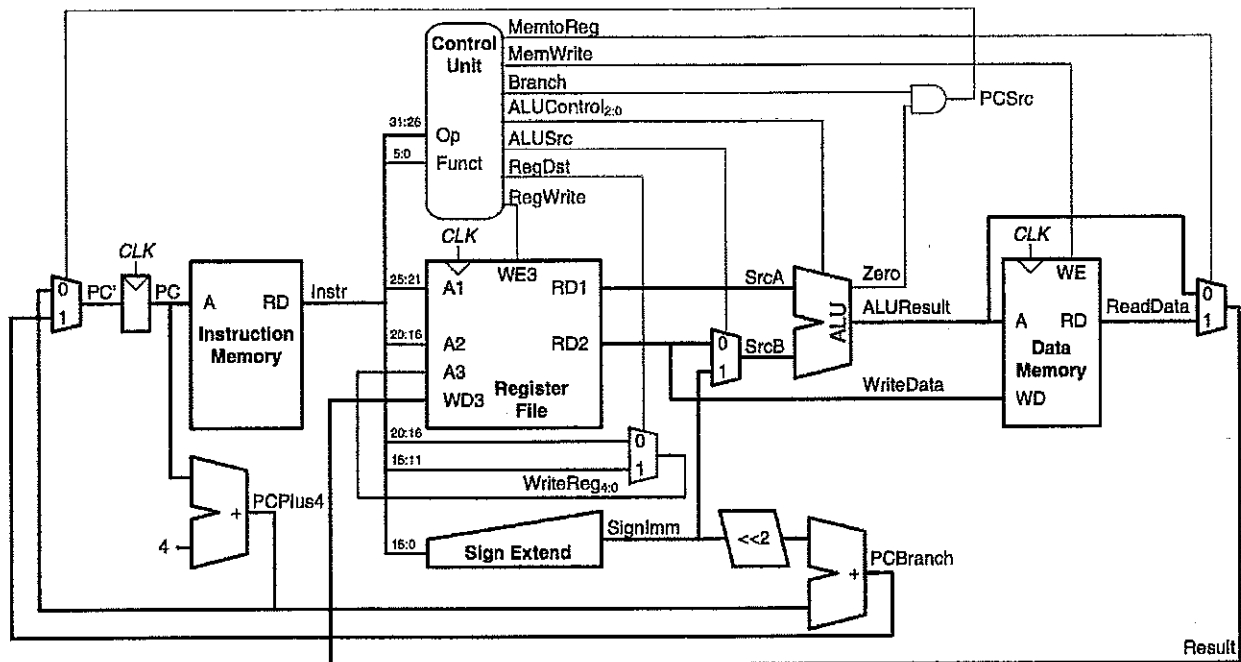 MemtoReg
Control Unit
MemWrite
Branch
PCSrc
ALUControl2:0
31:26
Op
ALUSrc
5:0
Funct
RegDst
RegWrite
CLK
CLK
CLK
WE3
WE
0
1
PC'
PC
A
RD
Instruction Memory
Instr
25:21
A1
RD1
SrcA
Zero
ALU
ALUResult
20:16
A2
RD2
0
1
SrcB
A3
WD3
Register File
WriteData
A
RD
Data Memory
WD
ReadData
0
1
20:16
0
15:11
1
WriteReg4:0
PCPlus4
+
4
SignImm
15:0
Sign Extend
<<2
+
PCBranch
Result